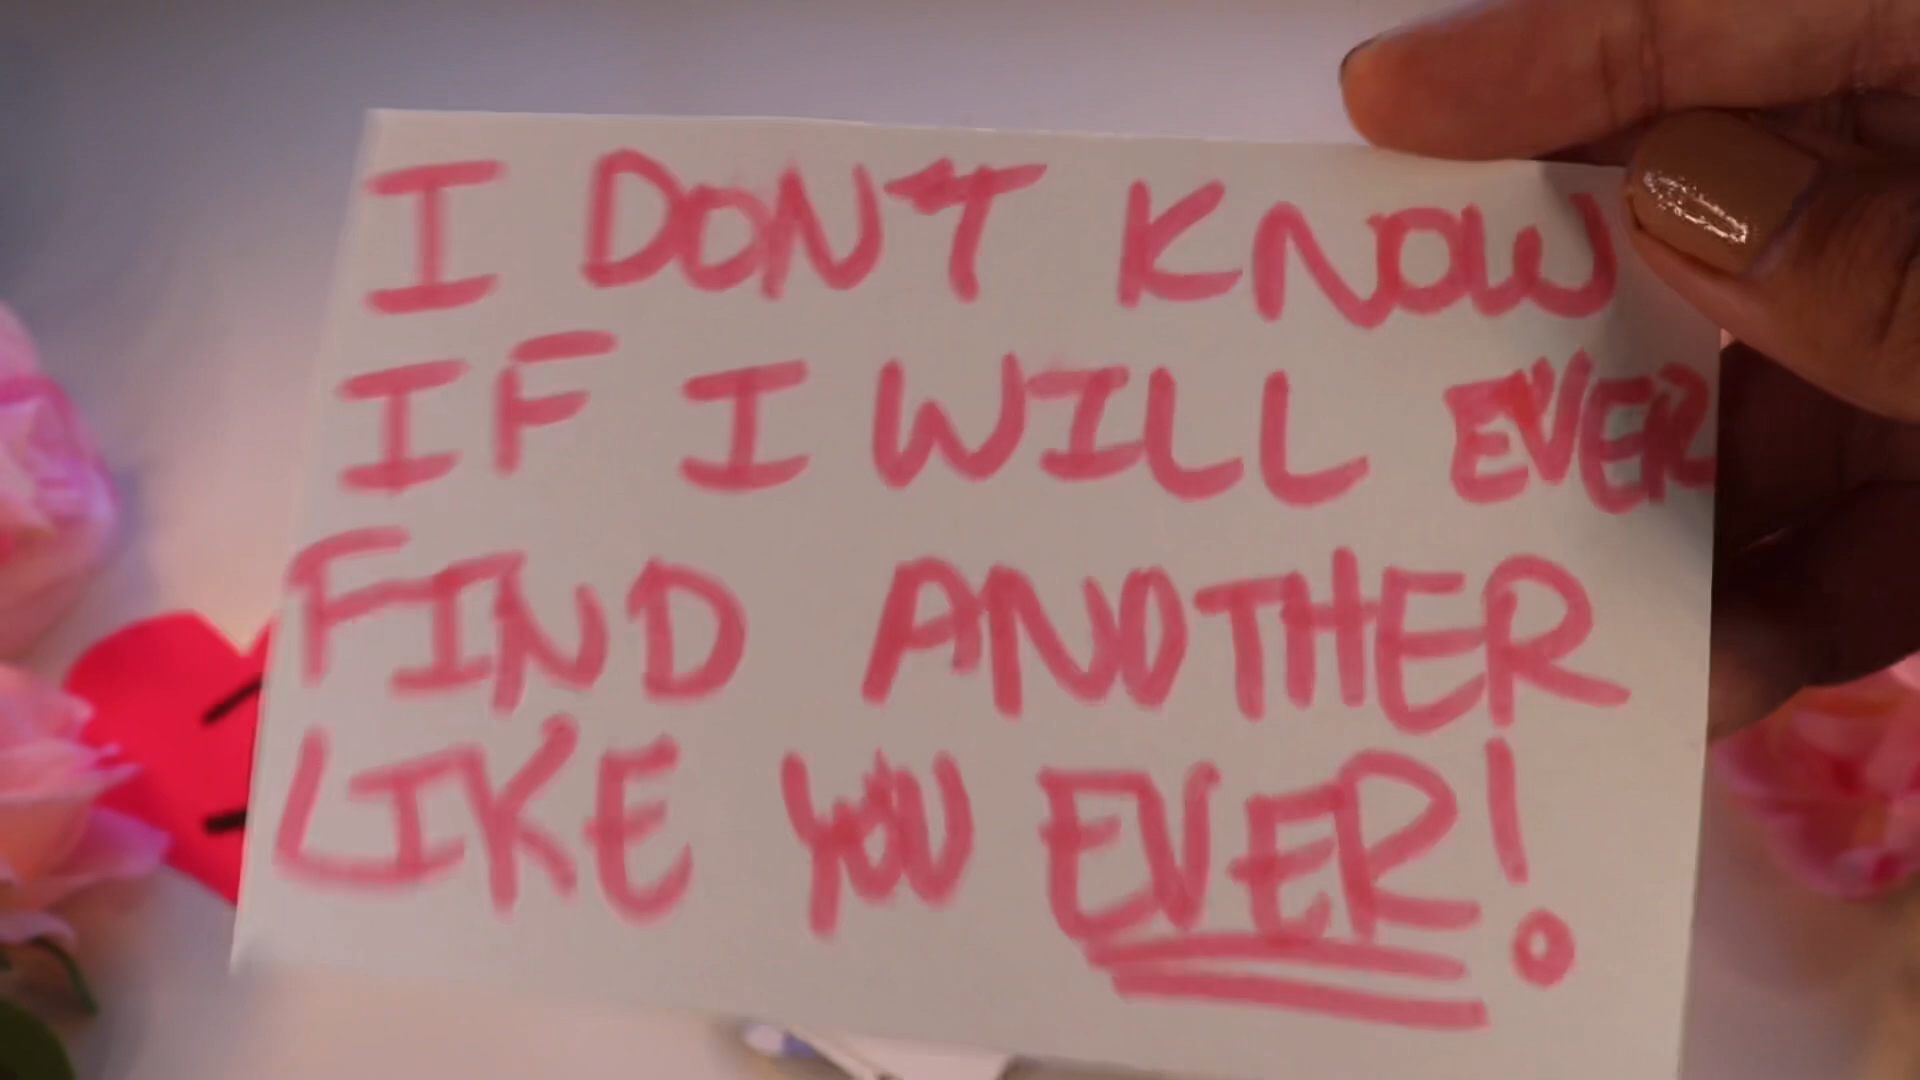 I DON'T KNOW
IF I WILL EVER
FIND ANOTHER
LIKE YOU EVER!